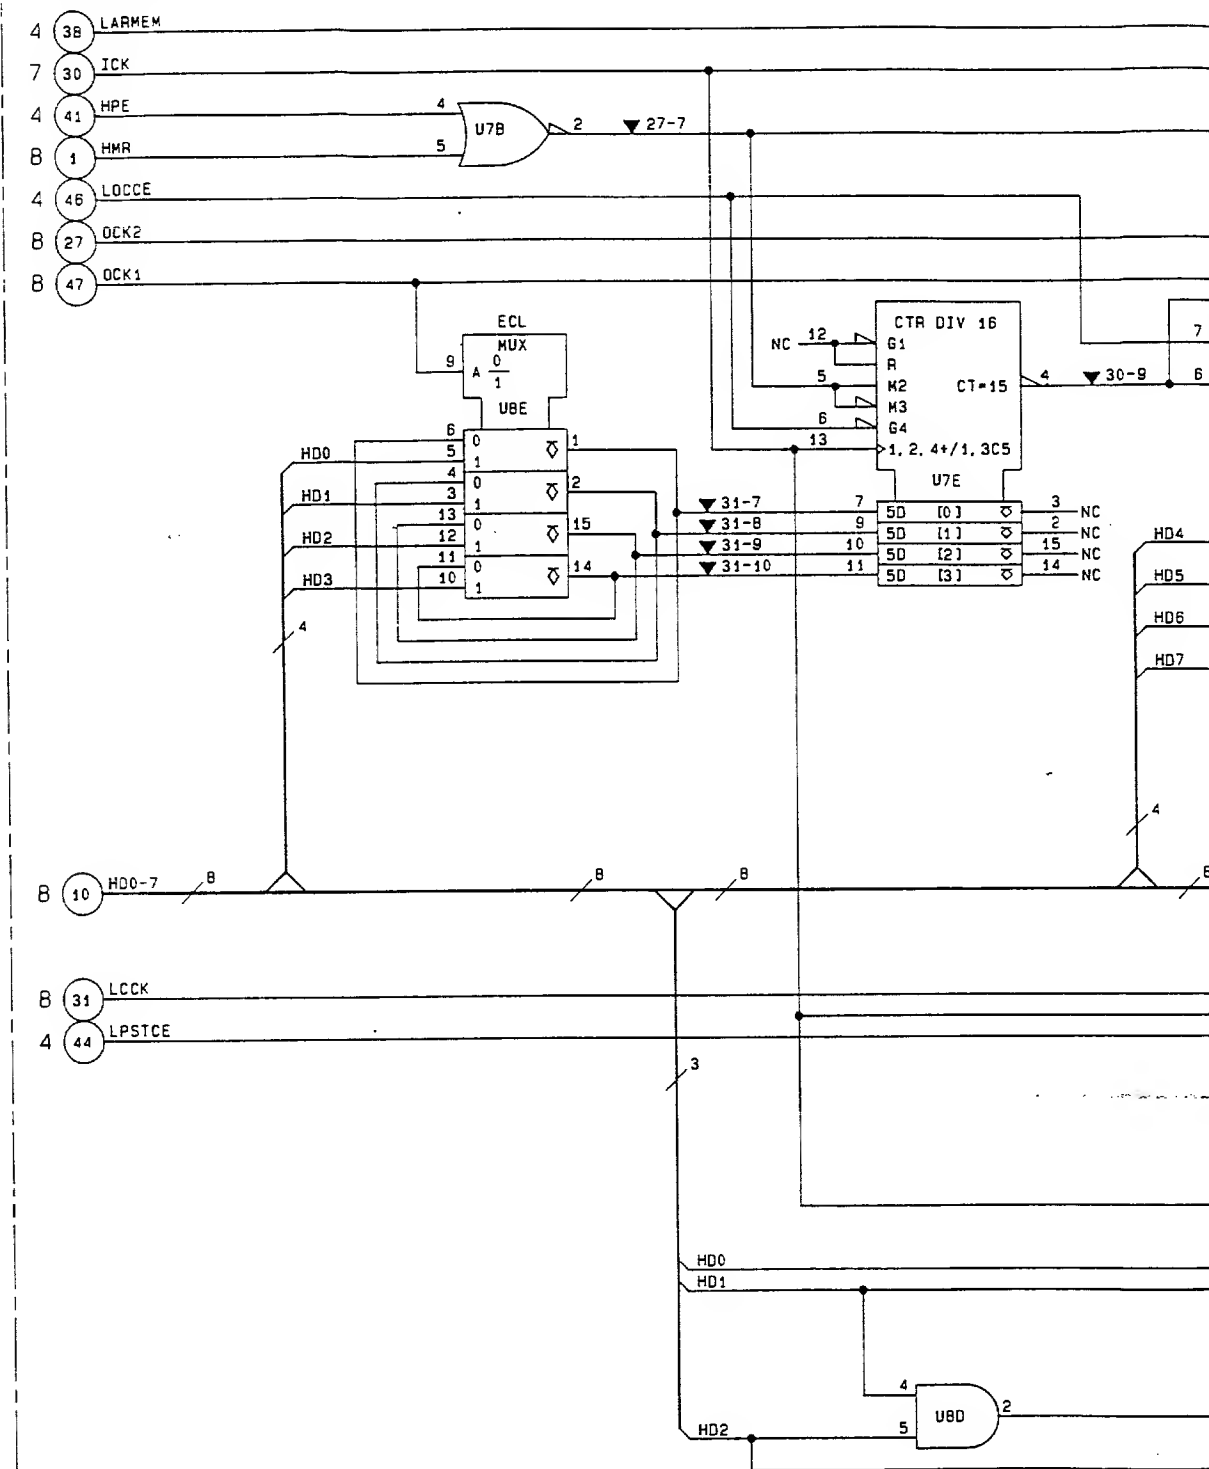 4 38 LARMEM
7 30 ICK
4 41 HPE 4 U7B 2 27-7
8 1 HMR 5
4 46 LOCCE
8 27 OCK2
8 47 OCK1
ECL
MUX
9 A 0
1
U8E
6 0 1
HD0 5 1
4 0 2
HD1 3 1
13 0 15
HD2 12 1
11 0 14
HD3 10 1
4
CTR DIV 16
NC 12 G1
R
5 M2 CT=15 4 30-9 6
M3
6 G4
13 1, 2, 4+/1, 3C5
U7E
7
31-7 7 5D [0] 3 NC
31-8 9 5D [1] 2 NC
31-9 10 5D [2] 15 NC
31-10 11 5D [3] 14 NC
HD4
HD5
HD6
HD7
4
8 10 HD0-7 8 8 8 8
8 31 LCCK
4 44 LPSTCE
3
HD0
HD1
4
U8D 2
HD2 5